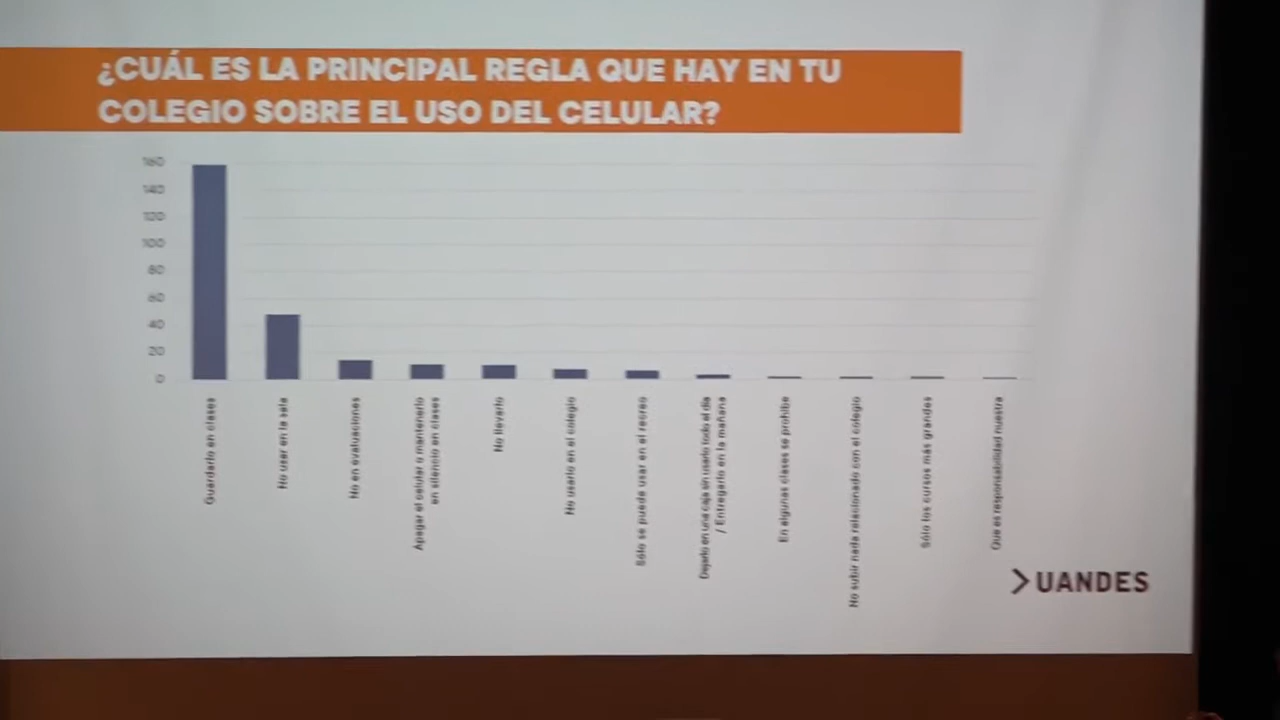 ¿CUÁL ES LA PRINCIPAL REGLA QUE HAY EN TU
COLEGIO SOBRE EL USO DEL CELULAR?
160
140
120
100
80
60
40
20
0
Guardarlo en clases
No usar en la sala
No en evaluaciones
Apagar el celular o mantenerlo
en silencio en clases
No llevarlo
No usarlo en el colegio
Sólo se puede usar en el recreo
Dejarlo en una caja sin usarlo todo el día
/ Entregarlo en la mañana
En algunas clases se prohíbe
No subir nada relacionado con el colegio
Sólo los cursos más grandes
Que es responsabilidad nuestra
UANDES